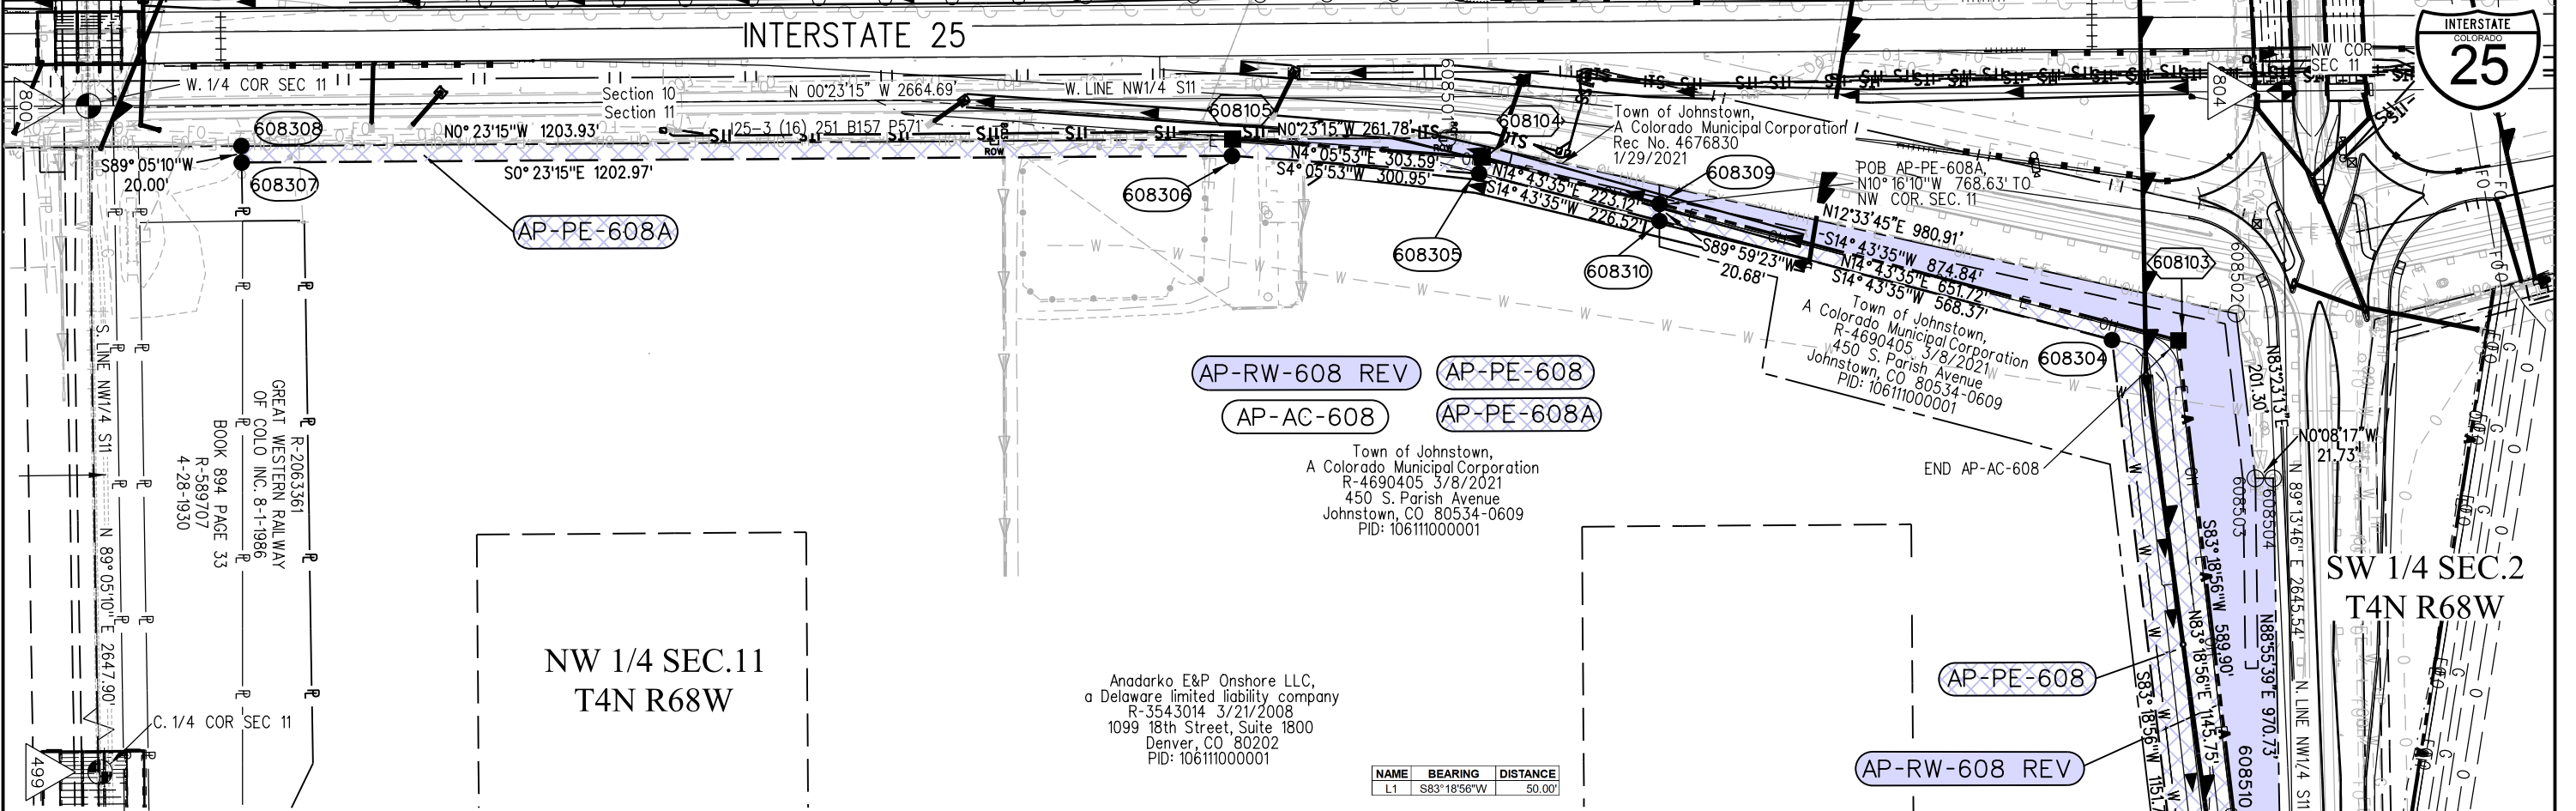 INTERSTATE 25
INTERSTATE
COLORADO
25
NW COR
SEC 11
804
800
W. 1/4 COR SEC 11
Section 10
Section 11
N 00°23'15" W 2664.69'
W. LINE NW1/4 S11
608105
608501
608104
Town of Johnstown,
A Colorado Municipal Corporation
Rec No. 4676830
1/29/2021
608308
N0° 23'15"W 1203.93'
I25-3 (16) 251 B157 P571
N0°23'15"W 261.78'
ITS
ROW
S89° 05'10"W
20.00'
608307
S0° 23'15"E 1202.97'
N4° 05'53"E 303.59'
S4° 05'53"W 300.95'
608306
608305
N14° 43'35"E 223.12'
S14° 43'35"W 226.52'
608309
608310
POB AP-PE-608A,
N10° 16'10"W 768.63' TO
NW COR. SEC. 11
N12°33'45"E 980.91'
S14° 43'35"W 874.84'
N14° 43'35"E 651.72'
S14° 43'35"W 568.37'
S89° 59'23"W
20.68'
608103
608502
608304
AP-PE-608A
Town of Johnstown,
A Colorado Municipal Corporation
R-4690405 3/8/2021
450 S. Parish Avenue
Johnstown, CO 80534-0609
PID: 106111000001
AP-RW-608 REV
AP-PE-608
AP-AC-608
AP-PE-608A
Town of Johnstown,
A Colorado Municipal Corporation
R-4690405 3/8/2021
450 S. Parish Avenue
Johnstown, CO 80534-0609
PID: 106111000001
END AP-AC-608
N83°23'13"E
201.30'
N0°08'17"W
21.73'
608503
608504
S83° 18'56"W 589.90'
N83° 18'56"E 1145.75'
S83° 18'56"W 1151.7
N88°55'39"E 970.73'
N 89°13'46" E 2645.54'
N. LINE NW1/4 S11
608510
SW 1/4 SEC.2
T4N R68W
S. LINE NW1/4 S11
N 89° 05'10" E 2647.90'
R-2063361
GREAT WESTERN RAILWAY
OF COLO INC. 8-1-1986
BOOK 894 PAGE 33
R-589707
4-28-1930
NW 1/4 SEC.11
T4N R68W
Anadarko E&P Onshore LLC,
a Delaware limited liability company
R-3543014 3/21/2008
1099 18th Street, Suite 1800
Denver, CO 80202
PID: 106111000001
AP-PE-608
AP-RW-608 REV
C. 1/4 COR SEC 11
499
NAME BEARING DISTANCE
L1 S83°18'56"W 50.00'